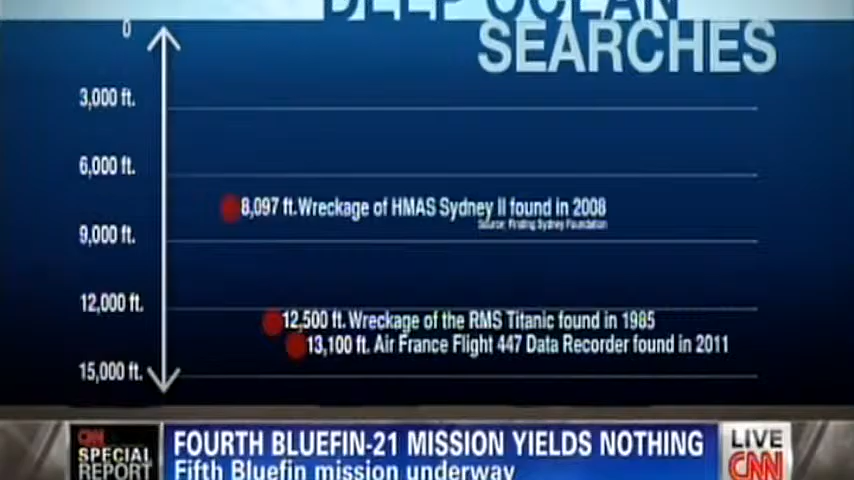 DEEP OCEAN
SEARCHES
0
3,000 ft.
6,000 ft.
8,097 ft. Wreckage of HMAS Sydney II found in 2008
Source: Finding Sydney Foundation
9,000 ft.
12,000 ft.
12,500 ft. Wreckage of the RMS Titanic found in 1985
13,100 ft. Air France Flight 447 Data Recorder found in 2011
15,000 ft.
CNN
SPECIAL
REPORT
FOURTH BLUEFIN-21 MISSION YIELDS NOTHING
Fifth Bluefin mission underway
LIVE
CNN